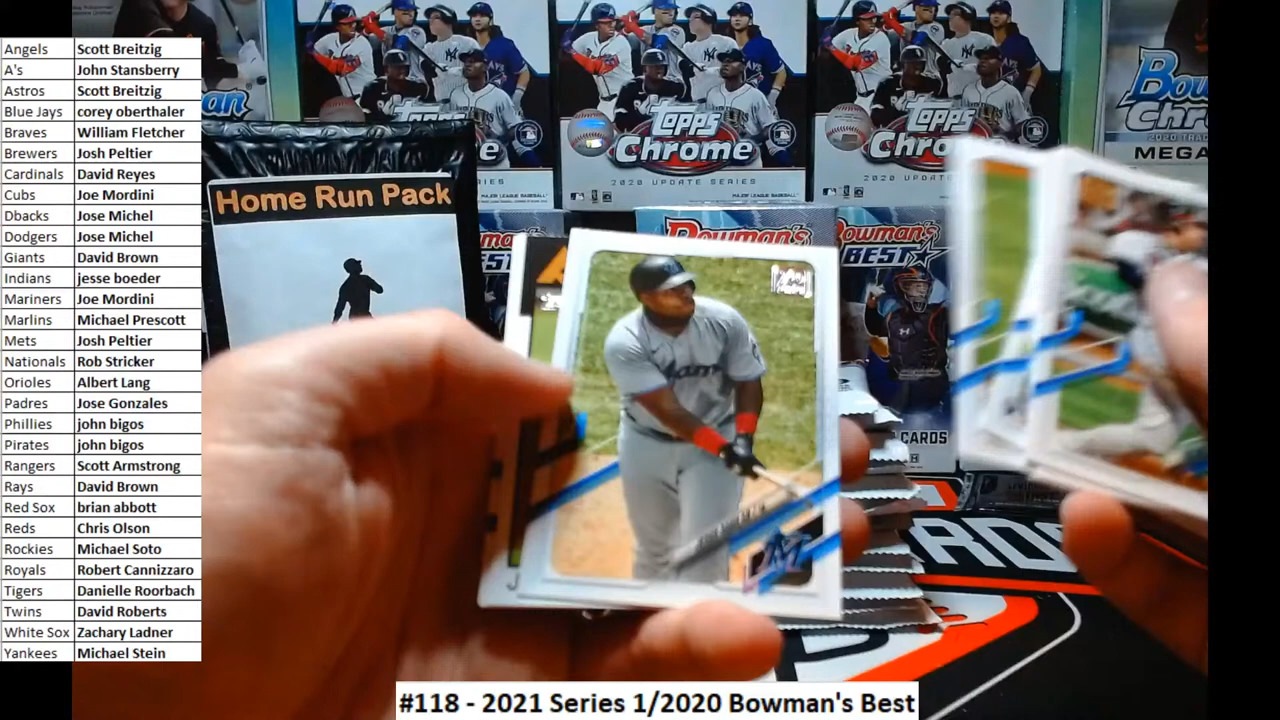 Angels Scott Breitzig
A's John Stansberry
Astros Scott Breitzig
Blue Jays corey oberthaler
Braves William Fletcher
Brewers Josh Peltier
Cardinals David Reyes
Cubs Joe Mordini
Dbacks Jose Michel
Dodgers Jose Michel
Giants David Brown
Indians jesse boeder
Mariners Joe Mordini
Marlins Michael Prescott
Mets Josh Peltier
Nationals Rob Stricker
Orioles Albert Lang
Padres Jose Gonzales
Phillies john bigos
Pirates john bigos
Rangers Scott Armstrong
Rays David Brown
Red Sox brian abbott
Reds Chris Olson
Rockies Michael Soto
Royals Robert Cannizzaro
Tigers Danielle Roorbach
Twins David Roberts
White Sox Zachary Ladner
Yankees Michael Stein
Home Run Pack
Topps
Chrome
2020 UPDATE SERIES
Topps
2020 UPDATE SERIES
MEGA
Bowman's
Bowman's
BEST
CARDS
#118 - 2021 Series 1/2020 Bowman's Best